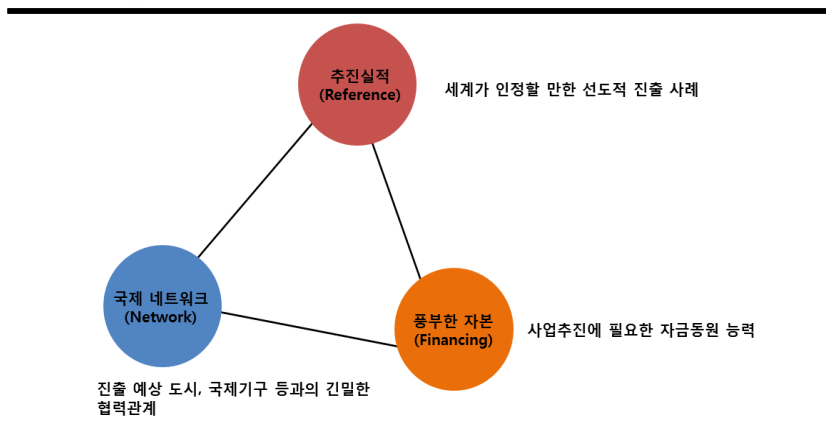 추진실적
(Reference)
세계가 인정할 만한 선도적 진출 사례
국제 네트워크
(Network)
진출 예상 도시, 국제기구 등과의 긴밀한
협력관계
풍부한 자본
(Financing)
사업추진에 필요한 자금동원 능력